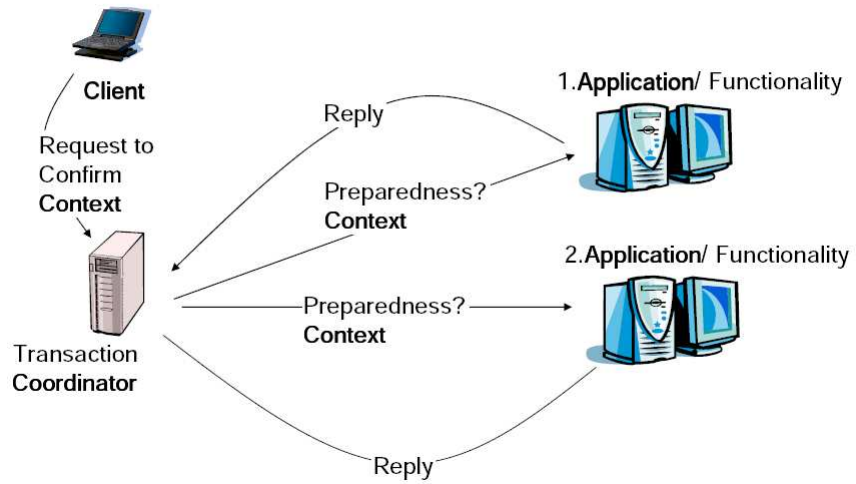 Client
Request to
Confirm
Context
Transaction
Coordinator
Reply
Preparedness?
Context
1.Application/ Functionality
2.Application/ Functionality
Preparedness?
Context
Reply